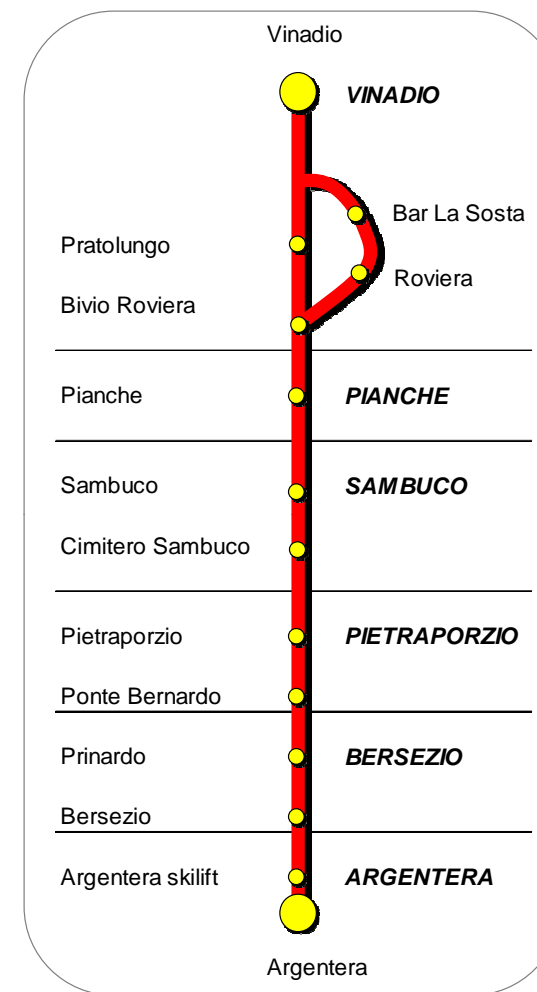 Vinadio
VINADIO
Bar La Sosta
Pratolungo
Roviera
Bivio Roviera
Pianche
PIANCHE
Sambuco
SAMBUCO
Cimitero Sambuco
Pietraporzio
PIETRAPORZIO
Ponte Bernardo
Prinardo
BERSEZIO
Bersezio
Argentera skilift
ARGENTERA
Argentera